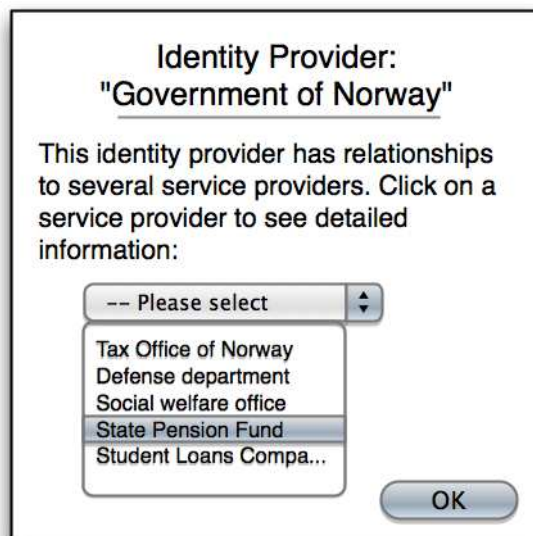 Identity Provider:
"Government of Norway"
This identity provider has relationships
to several service providers. Click on a
service provider to see detailed
information:
-- Please select
Tax Office of Norway
Defense department
Social welfare office
State Pension Fund
Student Loans Compa...
OK